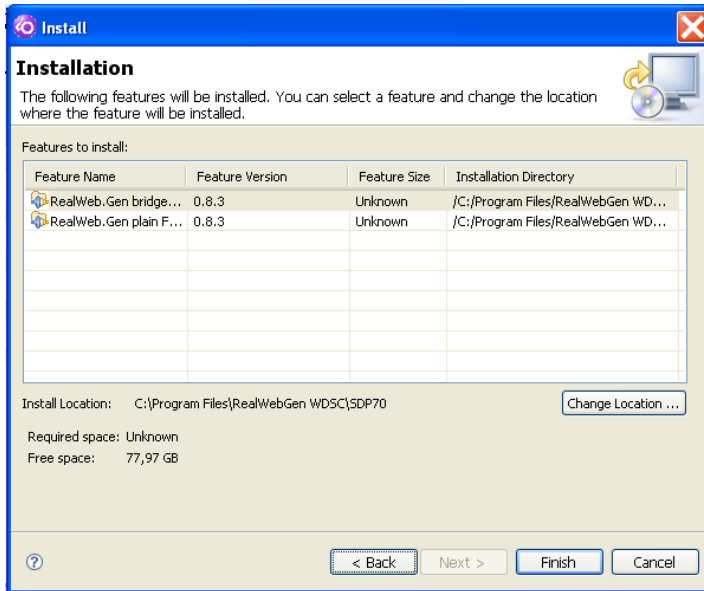 Install
Installation
The following features will be installed. You can select a feature and change the location
where the feature will be installed.
Features to install:
Feature Name Feature Version Feature Size Installation Directory
RealWeb.Gen bridge... 0.8.3 Unknown /C:/Program Files/RealWebGen WD...
RealWeb.Gen plain F... 0.8.3 Unknown /C:/Program Files/RealWebGen WD...
Install Location: C:\Program Files\RealWebGen WDSC\SDP70
Change Location ...
Required space: Unknown
Free space: 77,97 GB
? < Back Next > Finish Cancel